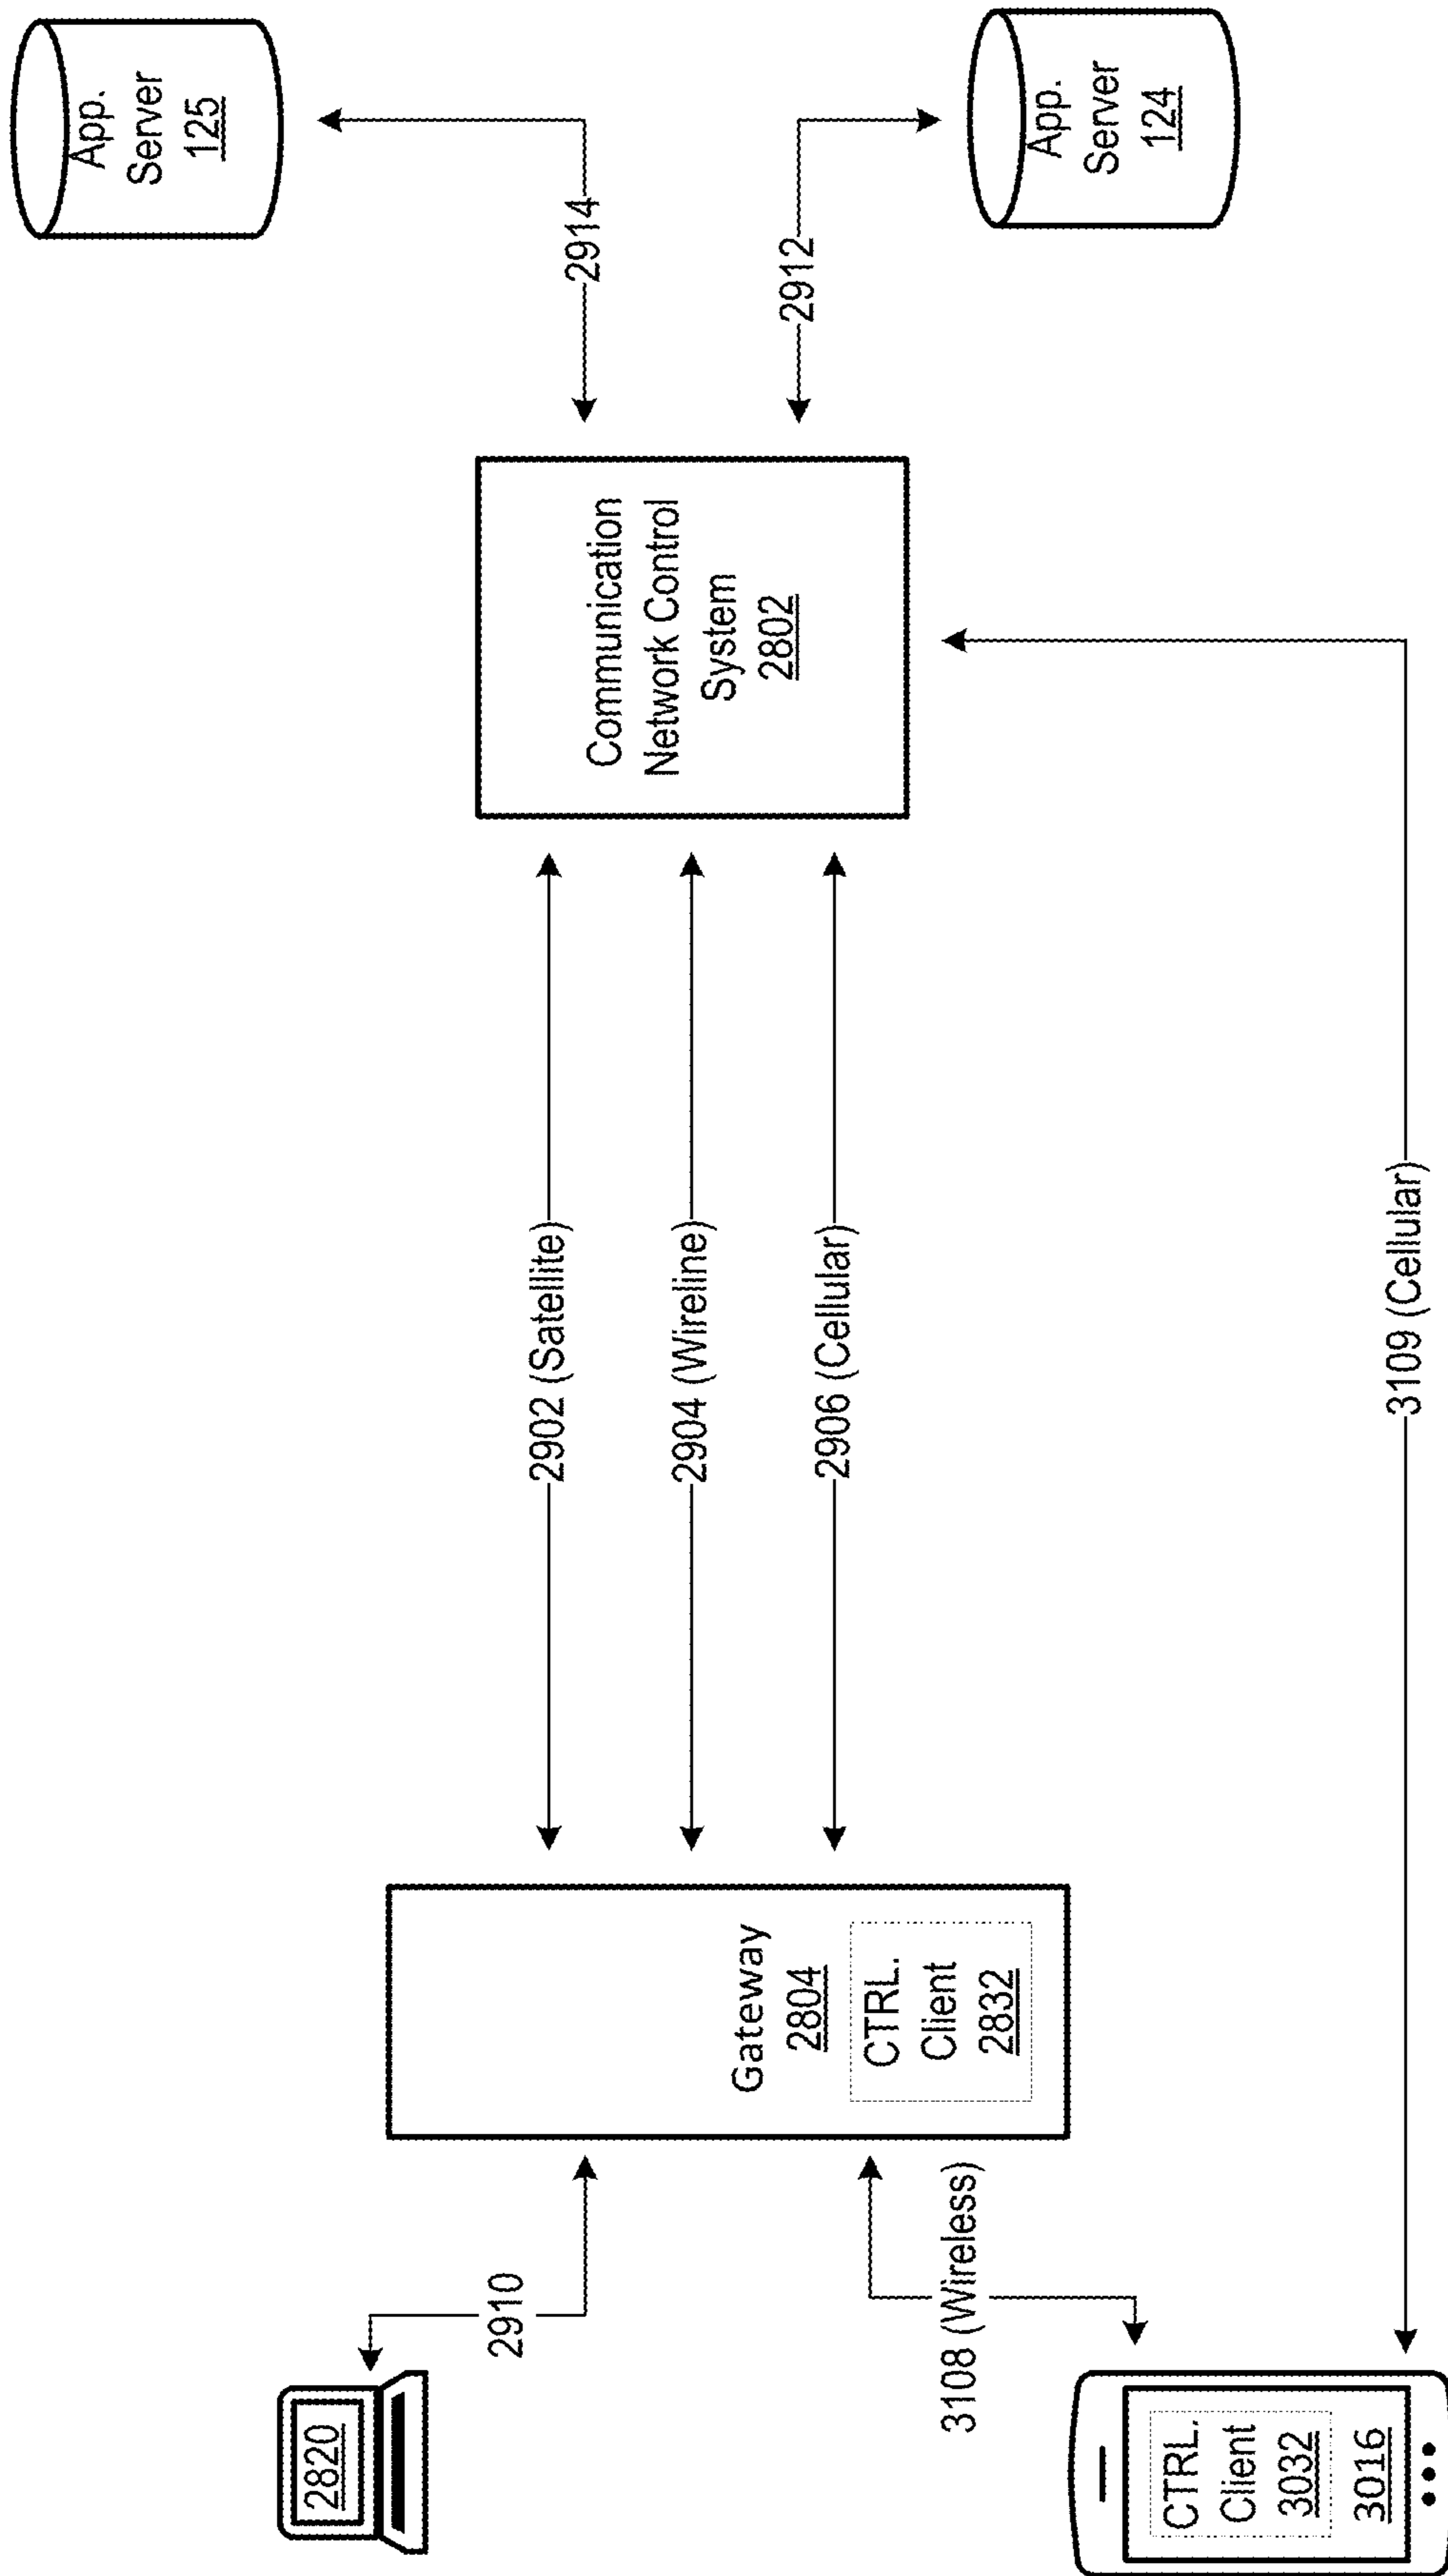 2820
2910
Gateway
2804
CTRL.
Client
2832
3108 (Wireless)
CTRL.
Client
3032
3016
2902 (Satellite)
2904 (Wireline)
2906 (Cellular)
3109 (Cellular)
Communication
Network Control
System
2802
2914
2912
App.
Server
125
App.
Server
124